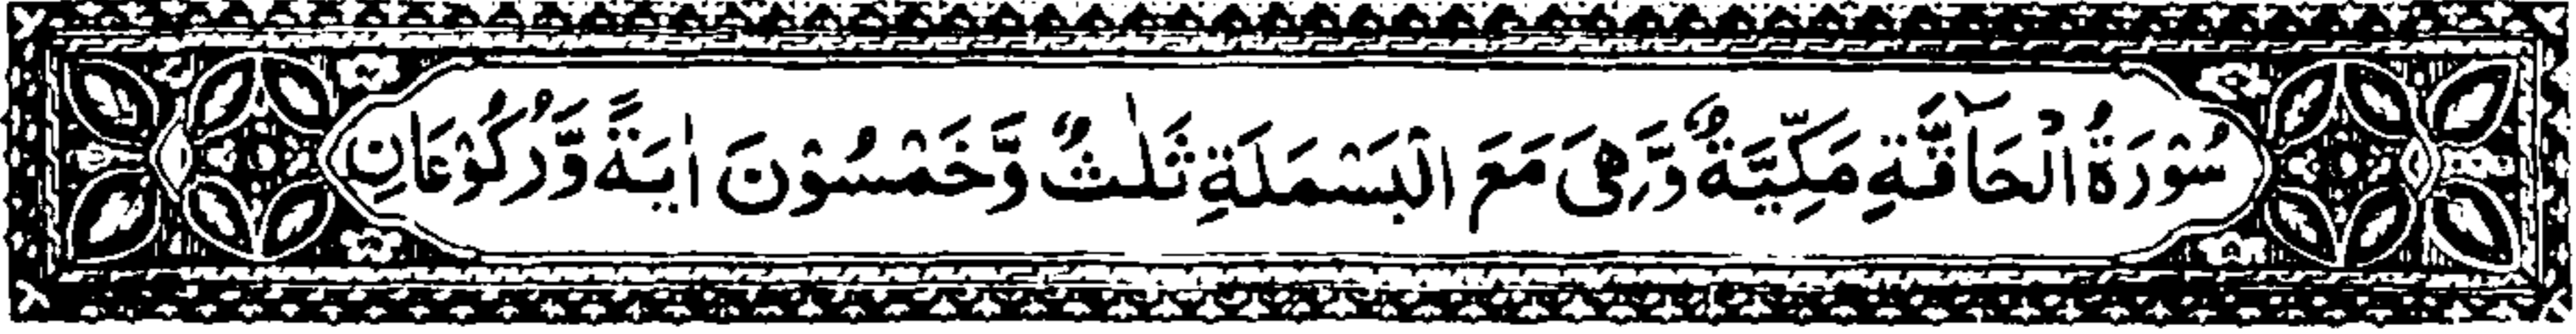 سُوْرَةُ الْحَآقَّةِ مَكِّيَّةٌ وَّهِىَ مَعَ الْبَسْمَلَةِ ثَلٰثٌ وَّخَمْسُوْنَ اٰيَةً وَّرُكُوْعَانِ